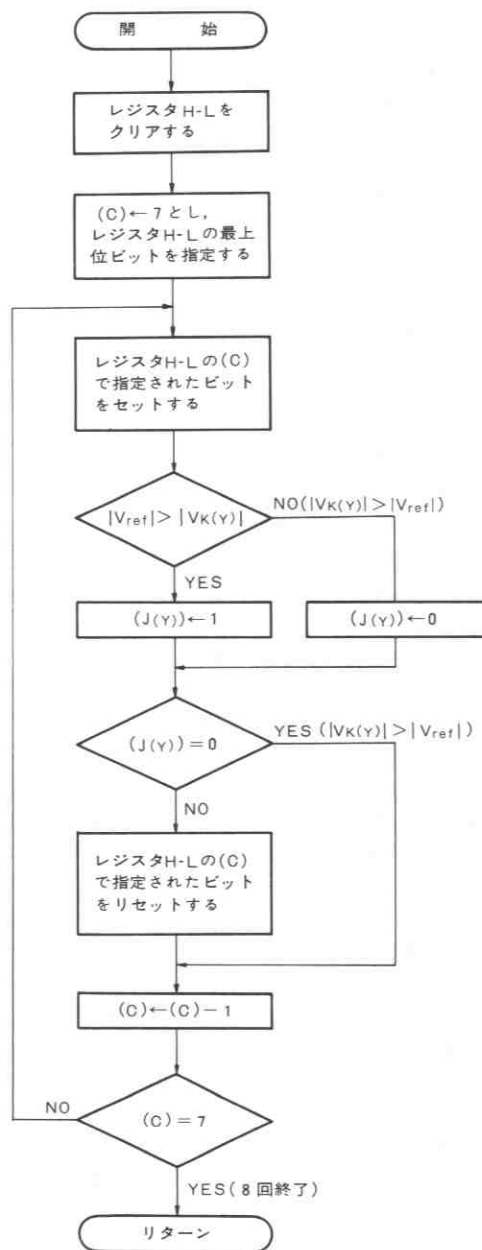 開　始
レジスタH-Lを
クリアする
(C)←7とし,
レジスタH-Lの最上
位ビットを指定する
レジスタH-Lの(C)
で指定されたビット
をセットする
|Vref|>|VK(Y)|
NO(|VK(Y)|>|Vref|)
YES
(J(Y))←1
(J(Y))←0
(J(Y))=0
YES(|VK(Y)|>|Vref|)
NO
レジスタH-Lの(C)
で指定されたビット
をリセットする
(C)←(C)-1
NO
(C)=7
YES(8回終了)
リターン